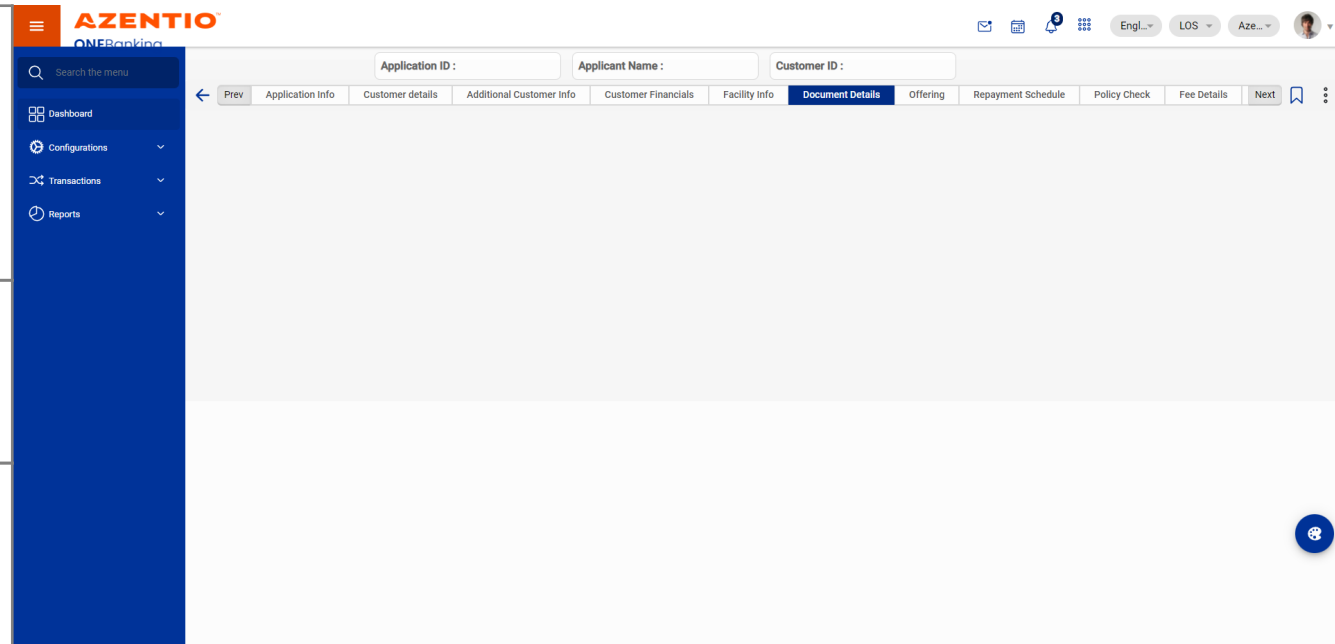 AZENTIO™
ONEBanking
3
Engl...
LOS
Aze...
Search the menu
Application ID :
Applicant Name :
Customer ID :
Prev
Application Info
Customer details
Additional Customer Info
Customer Financials
Facility Info
Document Details
Offering
Repayment Schedule
Policy Check
Fee Details
Next
Dashboard
Configurations
Transactions
Reports